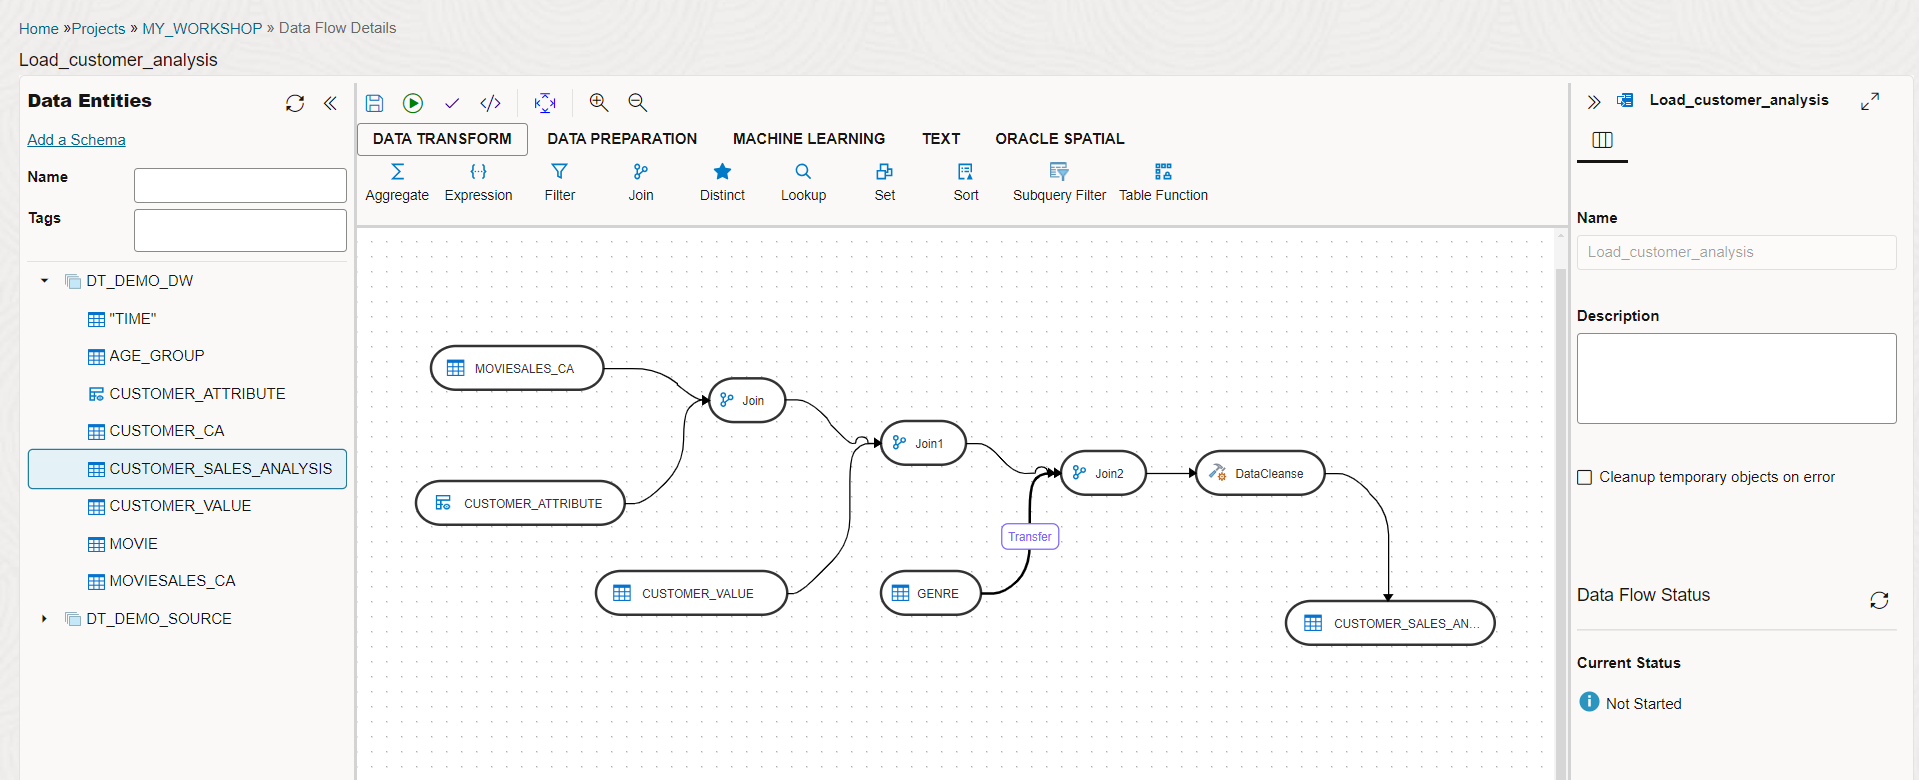 Home »Projects » MY_WORKSHOP » Data Flow Details
Load_customer_analysis
Data Entities
Add a Schema
Name
Tags
DT_DEMO_DW
"TIME"
AGE_GROUP
CUSTOMER_ATTRIBUTE
CUSTOMER_CA
CUSTOMER_SALES_ANALYSIS
CUSTOMER_VALUE
MOVIE
MOVIESALES_CA
DT_DEMO_SOURCE
DATA TRANSFORM DATA PREPARATION MACHINE LEARNING TEXT ORACLE SPATIAL
Aggregate Expression Filter Join Distinct Lookup Set Sort Subquery Filter Table Function
MOVIESALES_CA
Join
Join1
Join2
DataCleanse
CUSTOMER_ATTRIBUTE
Transfer
CUSTOMER_VALUE
GENRE
CUSTOMER_SALES_AN...
Load_customer_analysis
Name
Load_customer_analysis
Description
Cleanup temporary objects on error
Data Flow Status
Current Status
Not Started